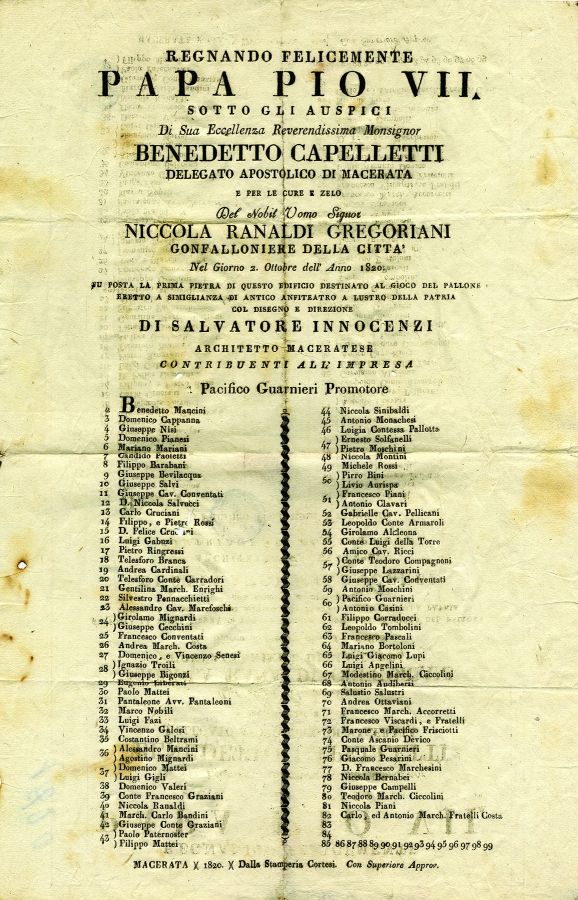 REGNANDO FELICEMENTE
PAPA PIO VII.
SOTTO GLI AUSPICI
Di Sua Eccellenza Reverendissima Monsignor
BENEDETTO CAPELLETTI
DELEGATO APOSTOLICO DI MACERATA
E PER LE CURE E ZELO
Del Nobil Uomo Signor
NICCOLA RANALDI GREGORIANI
GONFALLONIERE DELLA CITTA'
Nel Giorno 2. Ottobre dell' Anno 1820.
FU POSTA LA PRIMA PIETRA DI QUESTO EDIFICIO DESTINATO AL GIOCO DEL PALLONE
ERETTO A SIMIGLIANZA DI ANTICO ANFITEATRO A LUSTRO DELLA PATRIA
COL DISEGNO E DIREZIONE
DI SALVATORE INNOCENZI
ARCHITETTO MACERATESE
CONTRIBUENTI ALL'IMPRESA
Pacifico Guarnieri Promotore
2 Benedetto Mancini
3 Domenico Cappanna
4 Giuseppe Nisi
5 Domenico Pianesi
6 Mariano Mariani
7 Candido Paoletti
8 Filippo Barabani
9 Giuseppe Bevilacqua
10 Giuseppe Salvi
11 Giuseppe Cav. Conventati
12 D. Niccola Salvucci
13 Carlo Cruciani
14 Filippo, e Pietro Rossi
15 D. Felice
16 Luigi Gabuzi
17 Pietro Ringressi
18 Telesforo Branca
19 Andrea Cardinali
20 Telesforo Conte Carradori
21 Gentilina March. Enrighi
22 Silvestro Pennacchietti
23 Alessandro Cav. Marefoschi
24 )Girolamo Mignardi
)Giuseppe Cecchini
25 Francesco Conventati
26 Andrea March. Costa
27 Domenico, e Vincenzo Senesi
28 )Ignazio Troili
)Giuseppe Bigonzi
29 Eugenio Liberati
30 Paolo Mattei
31 Pantaleone Avv. Pantaleoni
32 Marco Nobili
33 Luigi Fazi
34 Vincenzo Galosi
35 Costantino Beltrami
36 )Alessandro Mancini
)Agostino Mignardi
37 )Domenico Mattei
)Luigi Gigli
38 Domenico Valeri
39 Conte Francesco Graziani
40 Niccola Ranaldi
41 March. Carlo Bandini
42 Giuseppe Conte Graziani
43 )Paolo Paternoster
)Filippo Mattei
44 Niccola Sinibaldi
45 Antonio Monachesi
46 Luigia Contessa Pallotta
47 )Ernesto Solfanelli
)Pietro Moschini
48 Niccola Montini
49 Michele Rossi
50 )Pirro Bini
)Livio Aurispa
51 )Francesco Piani
)Antonio Clavari
52 Gabrielle Cav. Pellicani
53 Leopoldo Conte Armaroli
54 Girolamo Alcleona
55 Conte Luigi della Torre
56 Amico Cav. Ricci
57 )Conte Teodoro Compagnoni
)Giuseppe Lazzarini
58 Giuseppe Cav. Conventati
59 Antonio Moschini
60 )Pacifico Guarnieri
)Antonio Casini
61 Filippo Corraducci
62 Leopoldo Tombolini
63 Francesco Pascoli
64 Mariano Bortoloni
65 Luigi Giacomo Lupi
66 Luigi Angelini
67 Modestino March. Ciccolini
68 Antonio Audiberti
69 Salustio Salustri
70 Andrea Ottaviani
71 Francesco March. Accorretti
72 Francesco Viscardi, e Fratelli
73 Marone, e Pacifico Frisciotti
74 Conte Ascanio Devico
75 Pasquale Guarnieri
76 Giacomo Pesarini
77 D. Francesco Marchesini
78 Niccola Bernabei
79 Giuseppe Campelli
80 Teodoro March. Ciccolini
81 Niccola Piani
82 Carlo, ed Antonio March. Fratelli Costa
83
84
85 86 87 88 89 90 91 92 93 94 95 96 97 98 99
MACERATA )( 1820. )( Dalla Stamperia Cortesi. Con Superiore Approv.